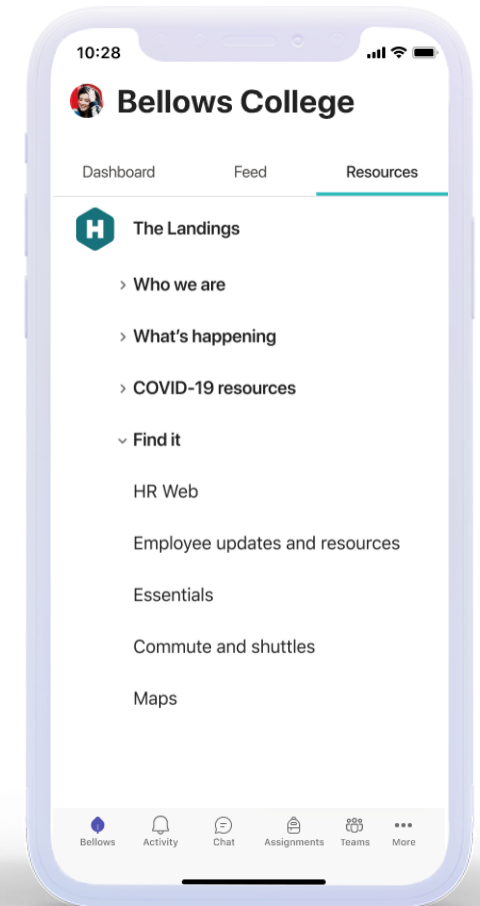 10:28
Bellows College
Dashboard Feed Resources
H The Landings
Who we are
What's happening
COVID-19 resources
Find it
HR Web
Employee updates and resources
Essentials
Commute and shuttles
Maps
Bellows Activity Chat Assignments Teams More